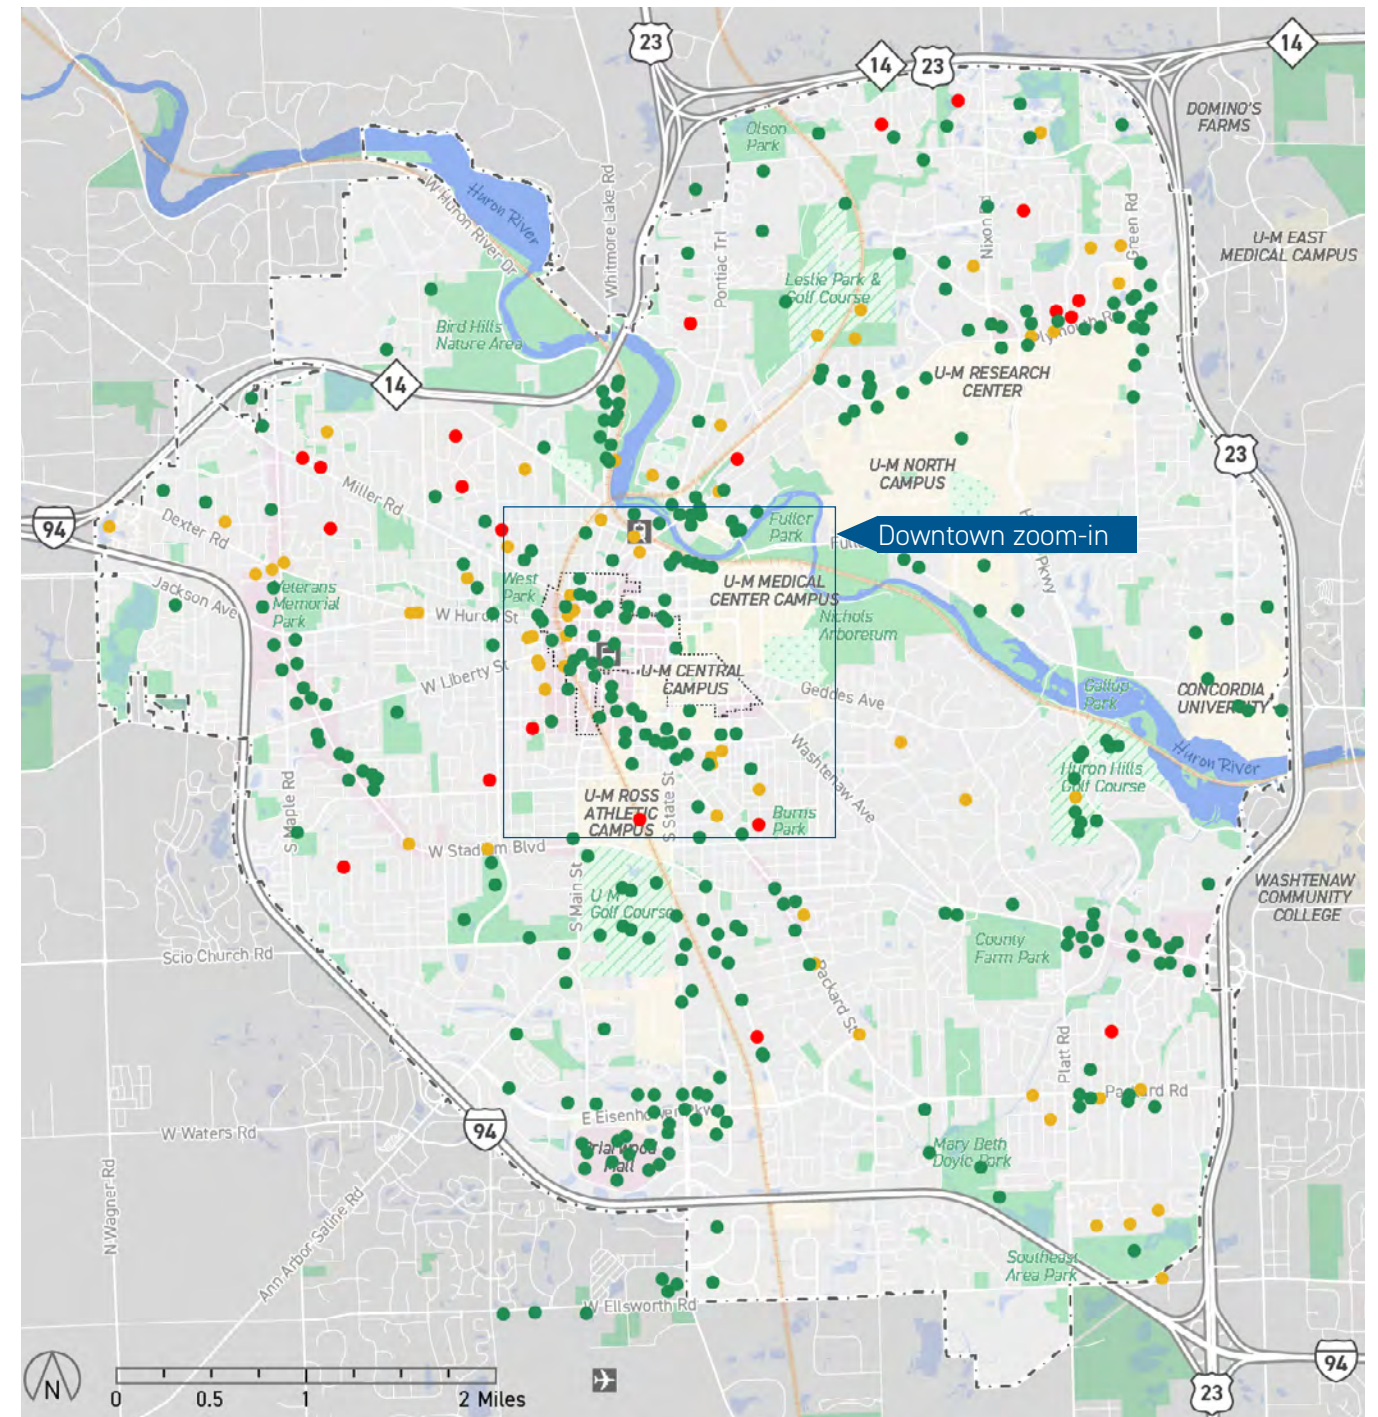 23
14
23
14
DOMINO'S
FARMS
Olson
Park
Huron River
W Huron River Dr
Whitmore Lake Rd
Pontiac Trl
Nixon
Green Rd
U-M EAST
MEDICAL CAMPUS
Leslie Park &
Golf Course
Bird Hills
Nature Area
14
Plymouth Rd
U-M RESEARCH
CENTER
U-M NORTH
CAMPUS
23
94
Miller Rd
Dexter Rd
Fuller
Park
Downtown zoom-in
Pkwy
Jackson Ave
Veterans
Memorial
Park
West
Park
U-M MEDICAL
CENTER CAMPUS
W Huron St
Nichols
Arboretum
W Liberty St
U-M CENTRAL
CAMPUS
Geddes Ave
Gallup
Park
CONCORDIA
UNIVERSITY
Washtenaw Ave
Huron River
Huron Hills
Golf Course
S Maple Rd
U-M ROSS
ATHLETIC
CAMPUS
S State St
Burns
Park
W Stadium Blvd
S Main St
U M
Golf Course
WASHTENAW
COMMUNITY
COLLEGE
County
Farm Park
Scio Church Rd
Packard St
Platt Rd
Packard Rd
E Eisenhower Pkwy
94
W Waters Rd
Briarwood
Mall
Mary Beth
Doyle Park
N Wagner Rd
Ann Arbor Saline Rd
Southeast
Area Park
W Ellsworth Rd
94
23
N
0 0.5 1 2 Miles